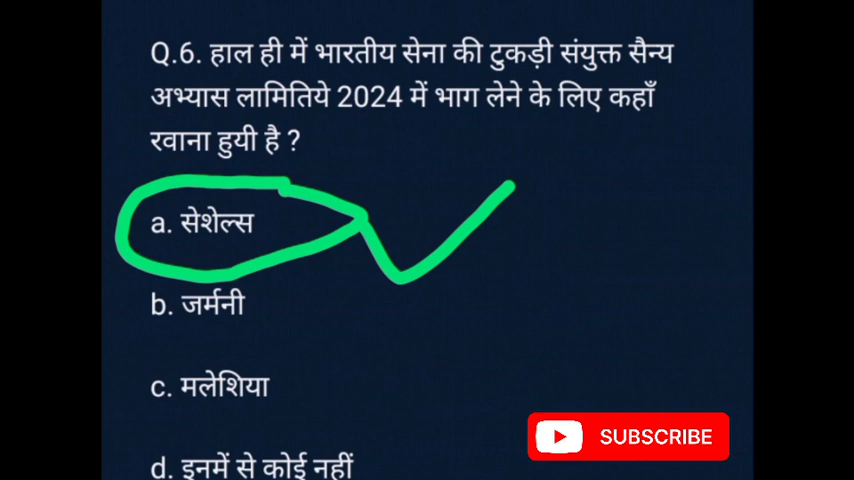 Q.6. हाल ही में भारतीय सेना की टुकड़ी संयुक्त सैन्य
अभ्यास लामितिये 2024 में भाग लेने के लिए कहाँ
रवाना हुयी है ?
a. सेशेल्स
b. जर्मनी
c. मलेशिया
d. इनमें से कोई नहीं
SUBSCRIBE